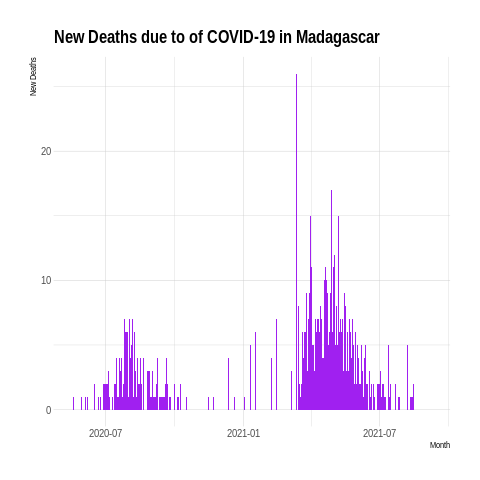 New Deaths due to of COVID-19 in Madagascar
New Deaths
20
10
0
2020-07
2021-01
2021-07
Month